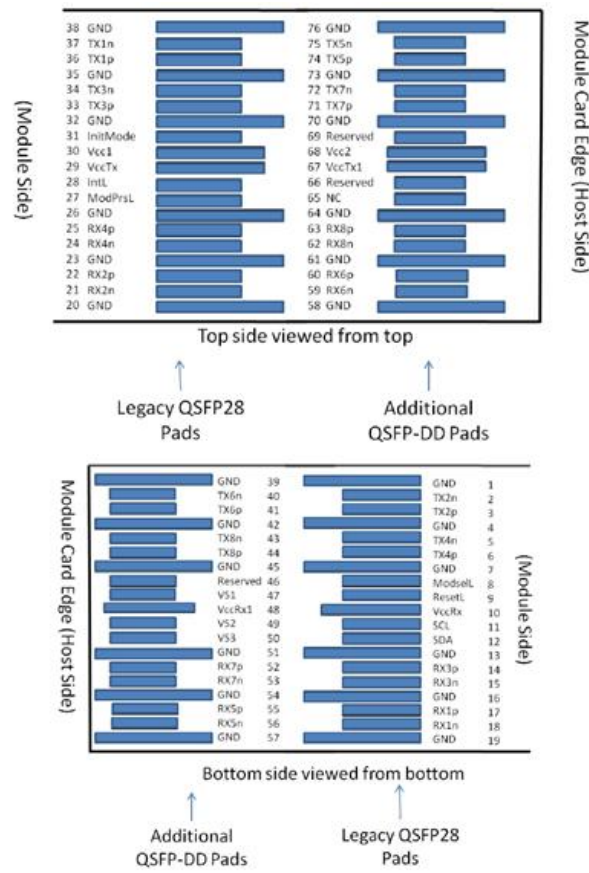 38 GND 76 GND
37 TX1n 75 TX5n
36 TX1p 74 TX5p
35 GND 73 GND
34 TX3n 72 TX7n
33 TX3p 71 TX7p
32 GND 70 GND
31 InitMode 69 Reserved
30 Vcc1 68 Vcc2
29 VccTx 67 VccTx1
28 IntL 66 Reserved
27 ModPrsL 65 NC
26 GND 64 GND
25 RX4p 63 RX8p
24 RX4n 62 RX8n
23 GND 61 GND
22 RX2p 60 RX6p
21 RX2n 59 RX6n
20 GND 58 GND
(Module Side)
Module Card Edge (Host Side)
Top side viewed from top
Legacy QSFP28
Pads
Additional
QSFP-DD Pads
GND 39 GND 1
TX6n 40 TX2n 2
TX6p 41 TX2p 3
GND 42 GND 4
TX8n 43 TX4n 5
TX8p 44 TX4p 6
GND 45 GND 7
Reserved 46 ModselL 8
VS1 47 ResetL 9
VccRx1 48 VccRx 10
VS2 49 SCL 11
VS3 50 SDA 12
GND 51 GND 13
RX7p 52 RX3p 14
RX7n 53 RX3n 15
GND 54 GND 16
RX5p 55 RX1p 17
RX5n 56 RX1n 18
GND 57 GND 19
Module Card Edge (Host Side)
(Module Side)
Bottom side viewed from bottom
Additional
QSFP-DD Pads
Legacy QSFP28
Pads